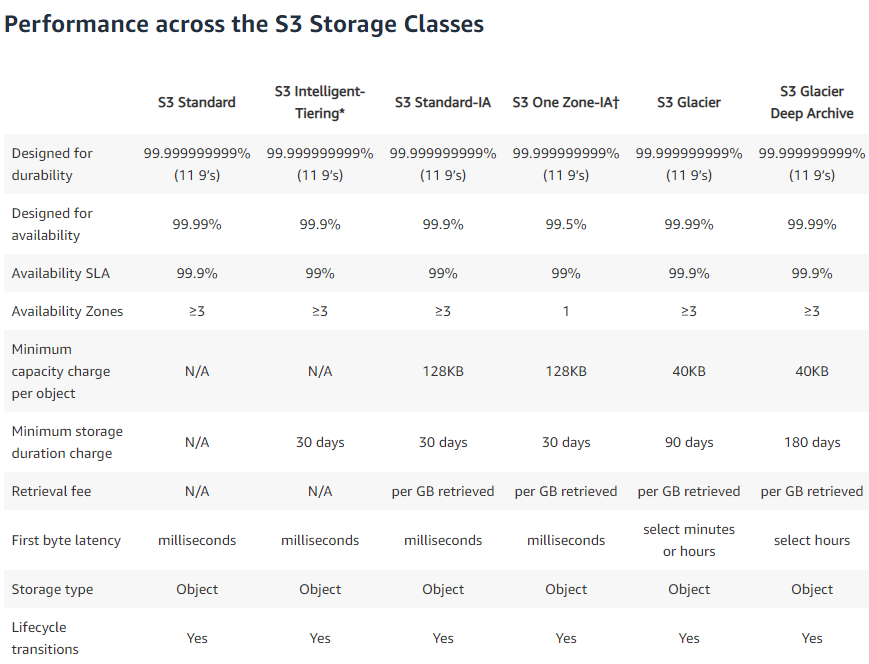 Performance across the S3 Storage Classes
S3 Standard
S3 Intelligent-
Tiering*
S3 Standard-IA
S3 One Zone-IA†
S3 Glacier
S3 Glacier
Deep Archive
Designed for
durability
99.999999999%
(11 9's)
99.999999999%
(11 9's)
99.999999999%
(11 9's)
99.999999999%
(11 9's)
99.999999999%
(11 9's)
99.999999999%
(11 9's)
Designed for
availability
99.99%
99.9%
99.9%
99.5%
99.99%
99.99%
Availability SLA
99.9%
99%
99%
99%
99.9%
99.9%
Availability Zones
≥3
≥3
≥3
1
≥3
≥3
Minimum
capacity charge
per object
N/A
N/A
128KB
128KB
40KB
40KB
Minimum storage
duration charge
N/A
30 days
30 days
30 days
90 days
180 days
Retrieval fee
N/A
N/A
per GB retrieved
per GB retrieved
per GB retrieved
per GB retrieved
First byte latency
milliseconds
milliseconds
milliseconds
milliseconds
select minutes
or hours
select hours
Storage type
Object
Object
Object
Object
Object
Object
Lifecycle
transitions
Yes
Yes
Yes
Yes
Yes
Yes